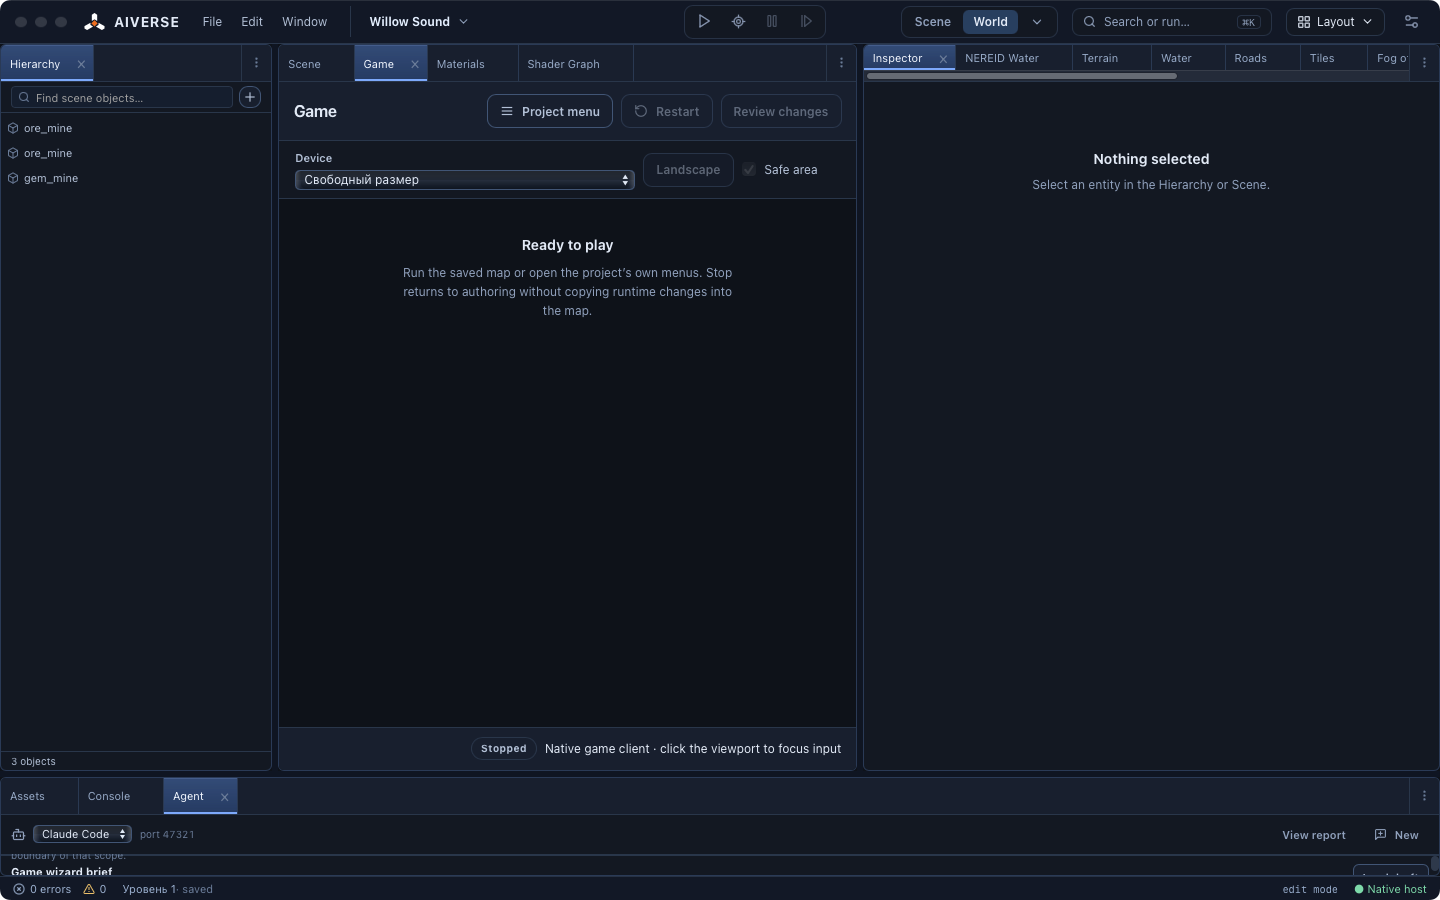 AIVERSE File Edit Window Willow Sound Scene World Search or run... ⌘K Layout
Hierarchy
Scene Game Materials Shader Graph
Inspector NEREID Water Terrain Water Roads Tiles Fog o
Find scene objects...
ore_mine
ore_mine
gem_mine
3 objects
Game Project menu Restart Review changes
Device
Свободный размер Landscape Safe area
Ready to play
Run the saved map or open the project's own menus. Stop
returns to authoring without copying runtime changes into
the map.
Stopped Native game client · click the viewport to focus input
Nothing selected
Select an entity in the Hierarchy or Scene.
Assets Console Agent
Claude Code port 47321 View report New
boundary of that scope.
Game wizard brief
0 errors 0 Уровень 1 · saved edit mode Native host